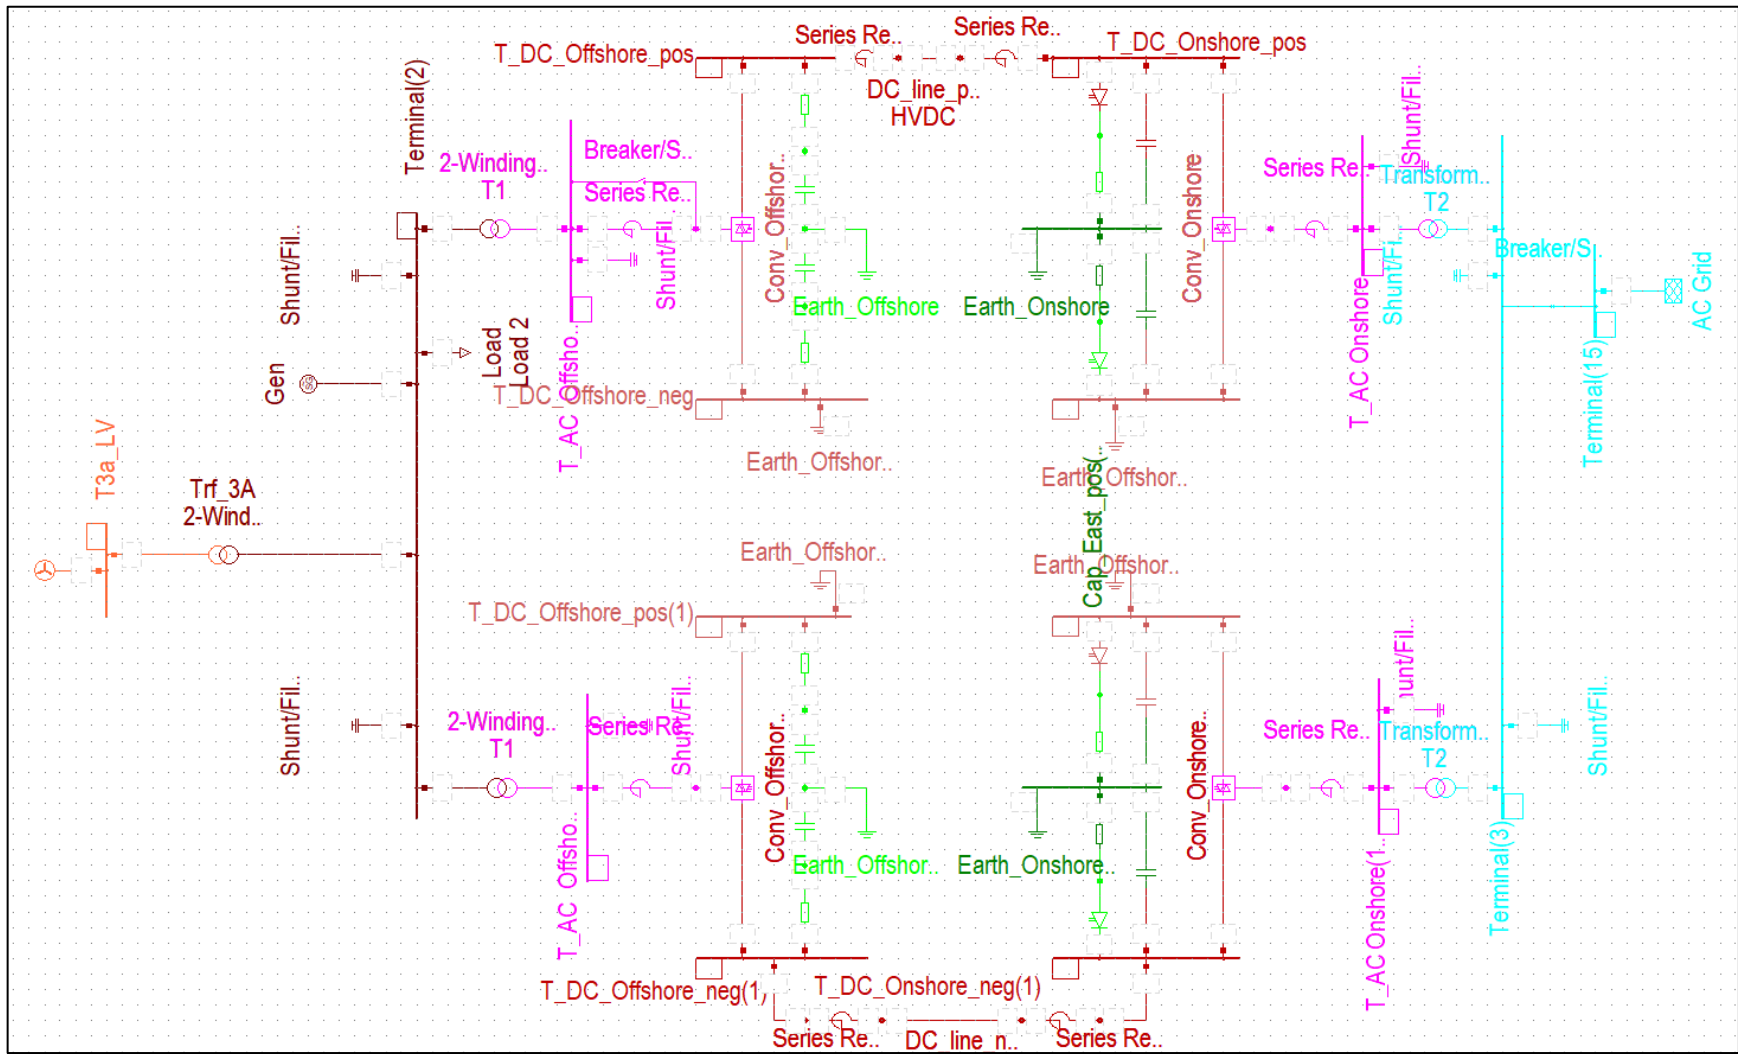 Series Re..
Series Re..
T_DC_Offshore_pos
T_DC_Onshore_pos
DC_line_p..
HVDC
Terminal(2)
2-Winding..
T1
Breaker/S..
Series Re..
Shunt/Fil..
Conv_Offshor..
Conv_Onshore
Series Re..
Shunt/Fil..
Transform..
T2
Shunt/Fi..
Breaker/S..
AC Grid
Shunt/Fil..
Earth_Offshore
Earth_Onshore
T_AC Onshore
Terminal(15)
Load
Load 2
Gen
T_AC_Offsho..
T_DC_Offshore_neg
T3a_LV
Trf_3A
2-Wind..
Earth_Offshor..
Earth_Offshor..
Cap_East_pos(..
Earth_Offshor..
Earth_Offshor..
T_DC_Offshore_pos(1)
Shunt/Fil..
2-Winding..
T1
Series Re..
Shunt/Fil..
Conv_Offshor..
Conv_Onshore..
Series Re..
unt/Fil..
Transform..
T2
Shunt/Fil..
Earth_Offshor..
Earth_Onshore..
T_AC_Offsho..
T_AC Onshore(1..
Terminal(3)
T_DC_Offshore_neg(1)
T_DC_Onshore_neg(1)
Series Re..
DC_line_n..
Series Re..